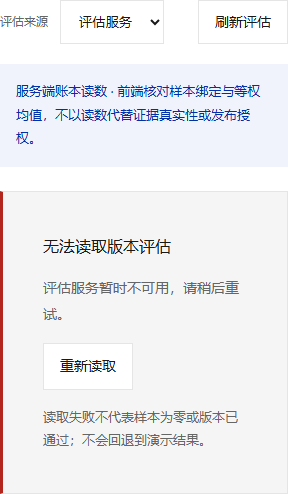 评估来源 评估服务 刷新评估
服务端账本读数 · 前端核对样本绑定与等权
均值，不以读数代替证据真实性或发布授
权。
无法读取版本评估
评估服务暂时不可用，请稍后重
试。
重新读取
读取失败不代表样本为零或版本已
通过；不会回退到演示结果。